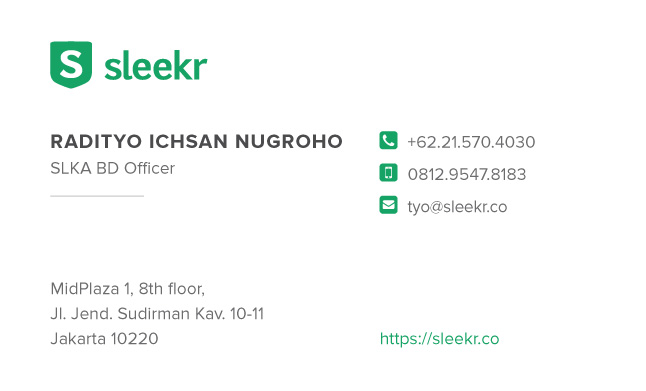 S sleekr
RADITYO ICHSAN NUGROHO
SLKA BD Officer
+62.21.570.4030
0812.9547.8183
tyo@sleekr.co
MidPlaza 1, 8th floor,
Jl. Jend. Sudirman Kav. 10-11
Jakarta 10220
https://sleekr.co